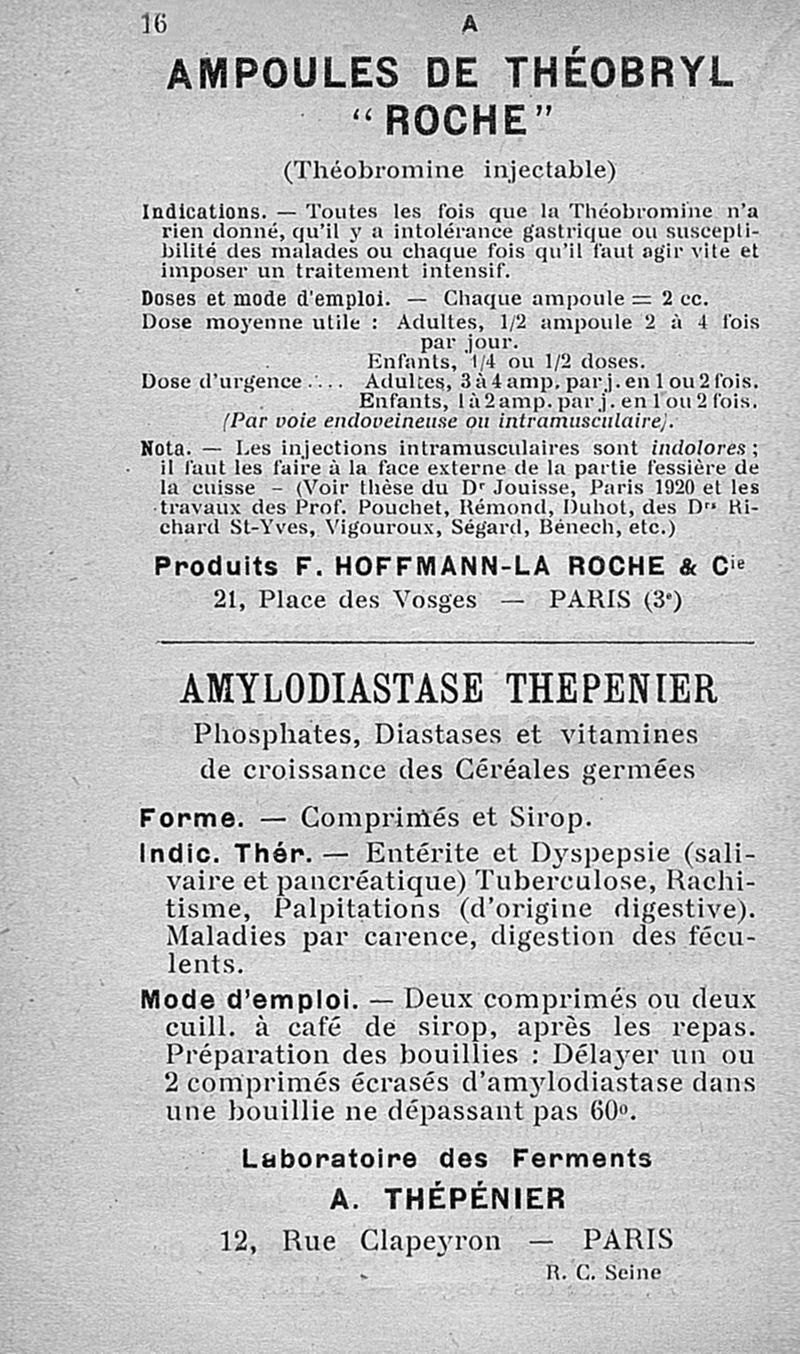 16 A
AMPOULES DE THÉOBRYL
“ ROCHE ”
(Théobromine injectable)
Indications. — Toutes les fois que la Théobromine n’a
rien donné, qu’il y a intolérance gastrique ou suscepti-
bilité des malades ou chaque fois qu’il faut agir vite et
imposer un traitement intensif.
Doses et mode d’emploi. — Chaque ampoule = 2 cc.
Dose moyenne utile : Adultes, 1/2 ampoule 2 à 4 fois
par jour.
Enfants, 1/4 ou 1/2 doses.
Dose d’urgence .... Adultes, 3 à 4 amp. par j. en 1 ou 2 fois.
Enfants, 1 à 2 amp. par j. en 1 ou 2 fois.
(Par voie endoveineuse ou intramusculaire).
Nota. — Les injections intramusculaires sont indolores ;
il faut les faire à la face externe de la partie fessière de
la cuisse – (Voir thèse du Dr Jouisse, Paris 1920 et les
travaux des Prof. Pouchet, Rémond, Duhot, des Drs Ri-
chard St-Yves, Vigouroux, Ségard, Bénech, etc.)
Produits F. HOFFMANN-LA ROCHE & Cie
21, Place des Vosges — PARIS (3e)
AMYLODIASTASE THEPENIER
Phosphates, Diastases et vitamines
de croissance des Céréales germées
Forme. — Comprimés et Sirop.
Indic. Thér. — Entérite et Dyspepsie (sali-
vaire et pancréatique) Tuberculose, Rachi-
tisme, Palpitations (d’origine digestive).
Maladies par carence, digestion des fécu-
lents.
Mode d’emploi. — Deux comprimés ou deux
cuill. à café de sirop, après les repas.
Préparation des bouillies : Délayer un ou
2 comprimés écrasés d’amylodiastase dans
une bouillie ne dépassant pas 60o.
Laboratoire des Ferments
A. THÉPÉNIER
12, Rue Clapeyron — PARIS
R. C. Seine